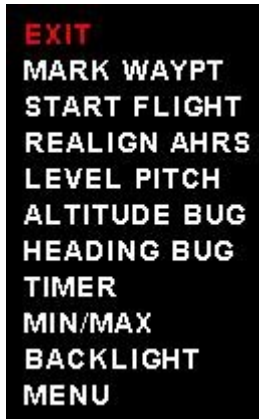 EXIT
MARK WAYPT
START FLIGHT
REALIGN AHRS
LEVEL PITCH
ALTITUDE BUG
HEADING BUG
TIMER
MIN/MAX
BACKLIGHT
MENU